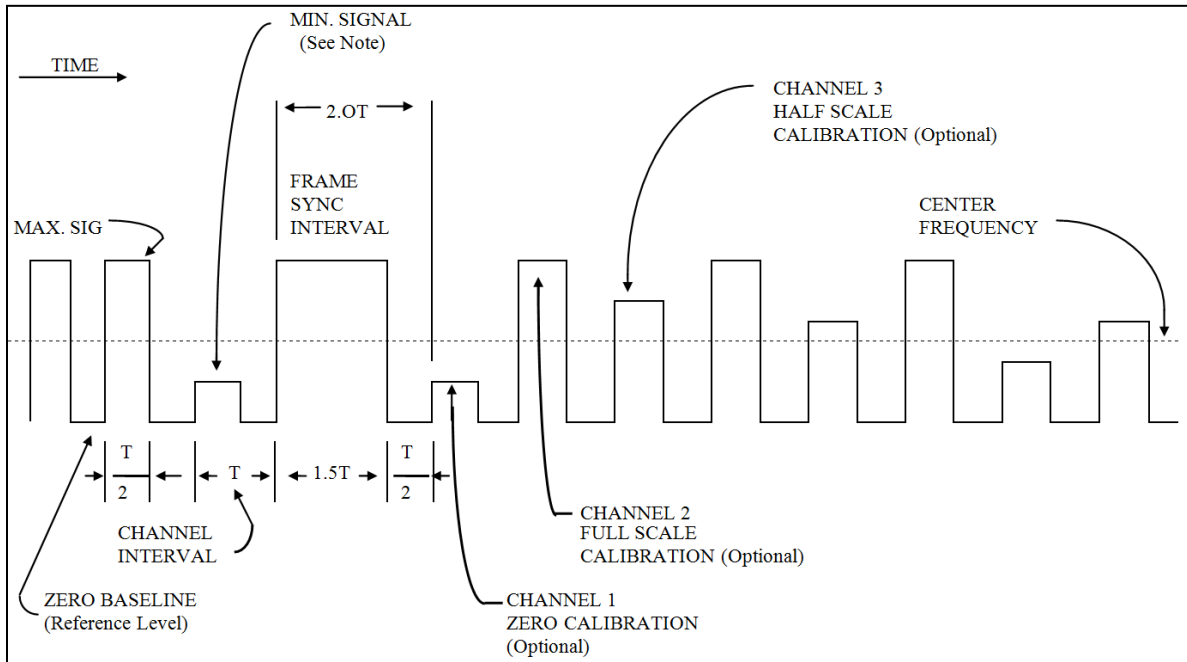 MIN. SIGNAL
(See Note)
TIME
2.OT
CHANNEL 3
HALF SCALE
CALIBRATION (Optional)
FRAME
SYNC
INTERVAL
MAX. SIG
CENTER
FREQUENCY
T
2
T
1.5T
T
2
CHANNEL
INTERVAL
CHANNEL 2
FULL SCALE
CALIBRATION (Optional)
ZERO BASELINE
(Reference Level)
CHANNEL 1
ZERO CALIBRATION
(Optional)